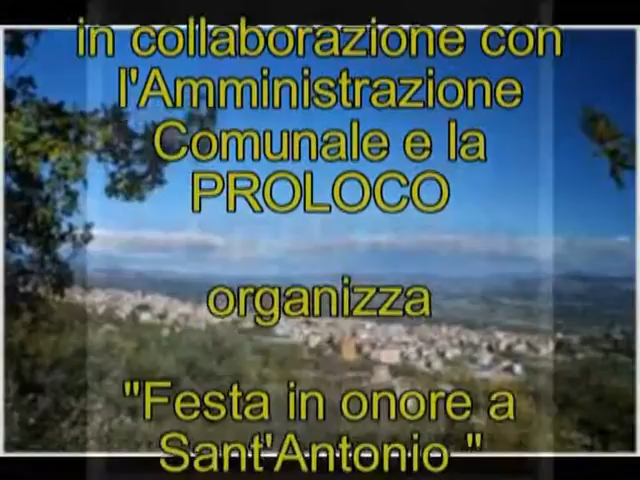 in collaborazione con
l'Amministrazione
Comunale e la
PROLOCO
organizza
"Festa in onore a
Sant'Antonio "